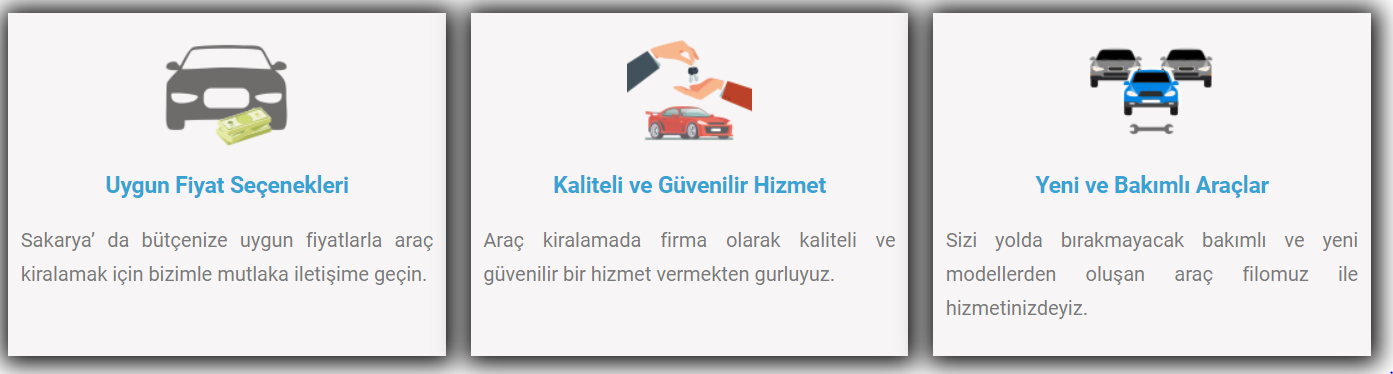 Uygun Fiyat Seçenekleri
Sakarya’ da bütçenize uygun fiyatlarla araç
kiralamak için bizimle mutlaka iletişime geçin.
Kaliteli ve Güvenilir Hizmet
Araç kiralamada firma olarak kaliteli ve
güvenilir bir hizmet vermekten gurluyuz.
Yeni ve Bakımlı Araçlar
Sizi yolda bırakmayacak bakımlı ve yeni
modellerden oluşan araç filomuz ile
hizmetinizdeyiz.